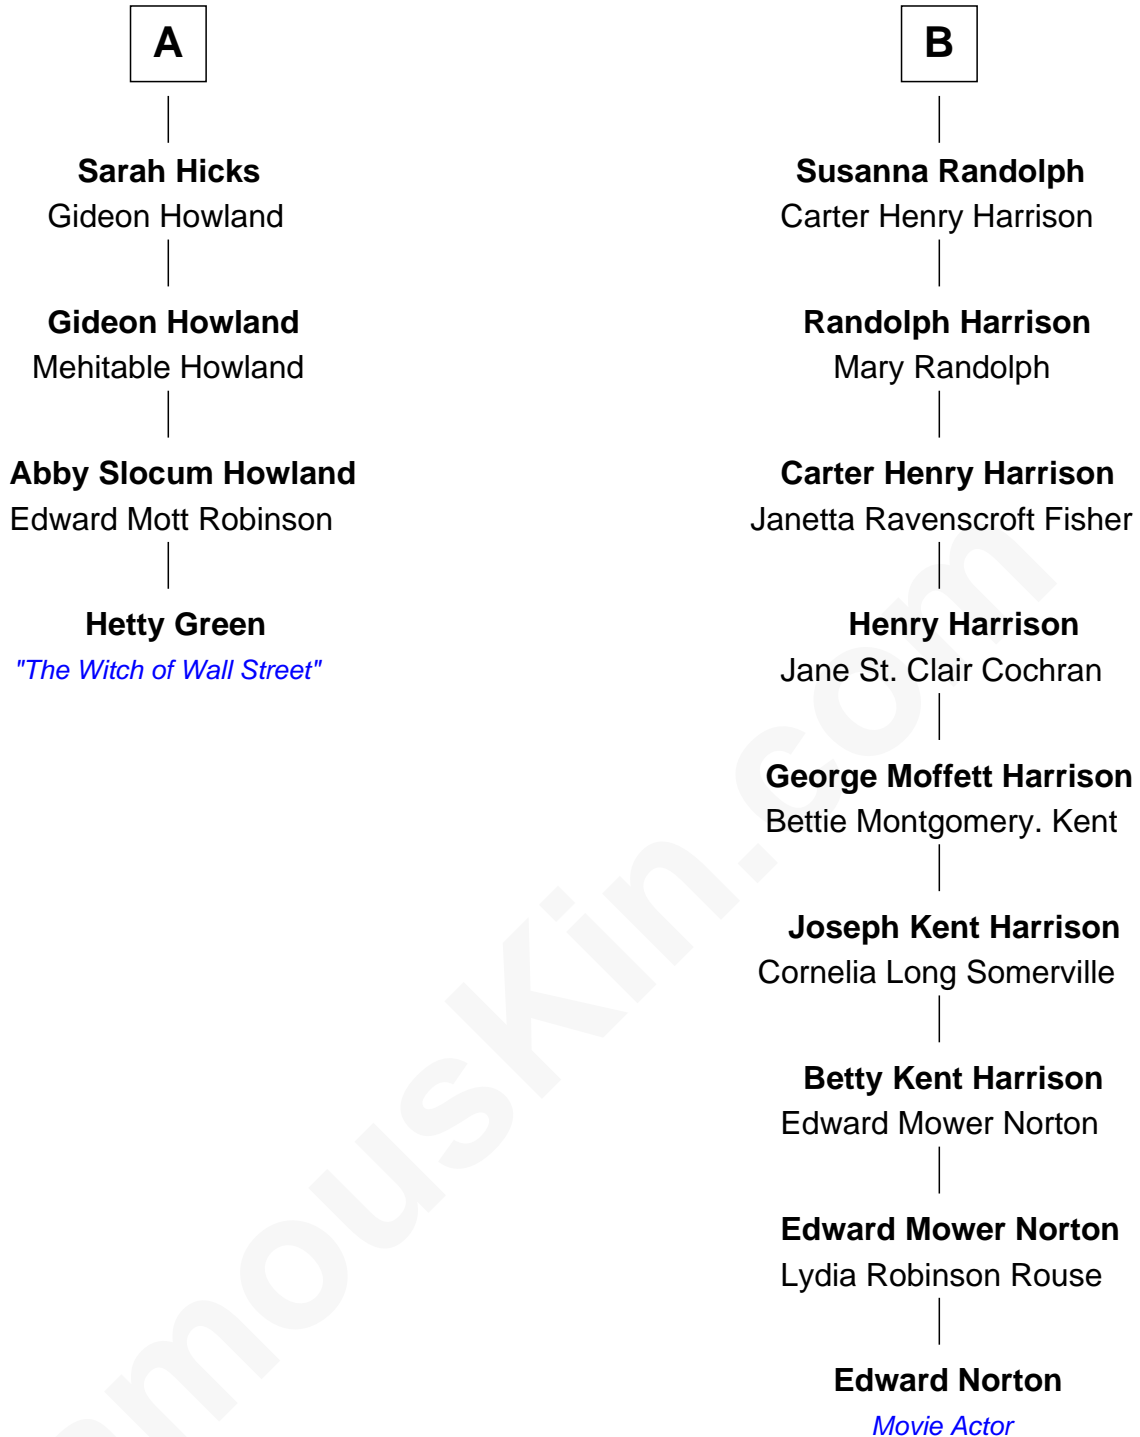 A
Sarah Hicks
Gideon Howland
Gideon Howland
Mehitable Howland
Abby Slocum Howland
Edward Mott Robinson
Hetty Green
"The Witch of Wall Street"
B
Susanna Randolph
Carter Henry Harrison
Randolph Harrison
Mary Randolph
Carter Henry Harrison
Janetta Ravenscroft Fisher
Henry Harrison
Jane St. Clair Cochran
George Moffett Harrison
Bettie Montgomery. Kent
Joseph Kent Harrison
Cornelia Long Somerville
Betty Kent Harrison
Edward Mower Norton
Edward Mower Norton
Lydia Robinson Rouse
Edward Norton
Movie Actor
amouskin.com